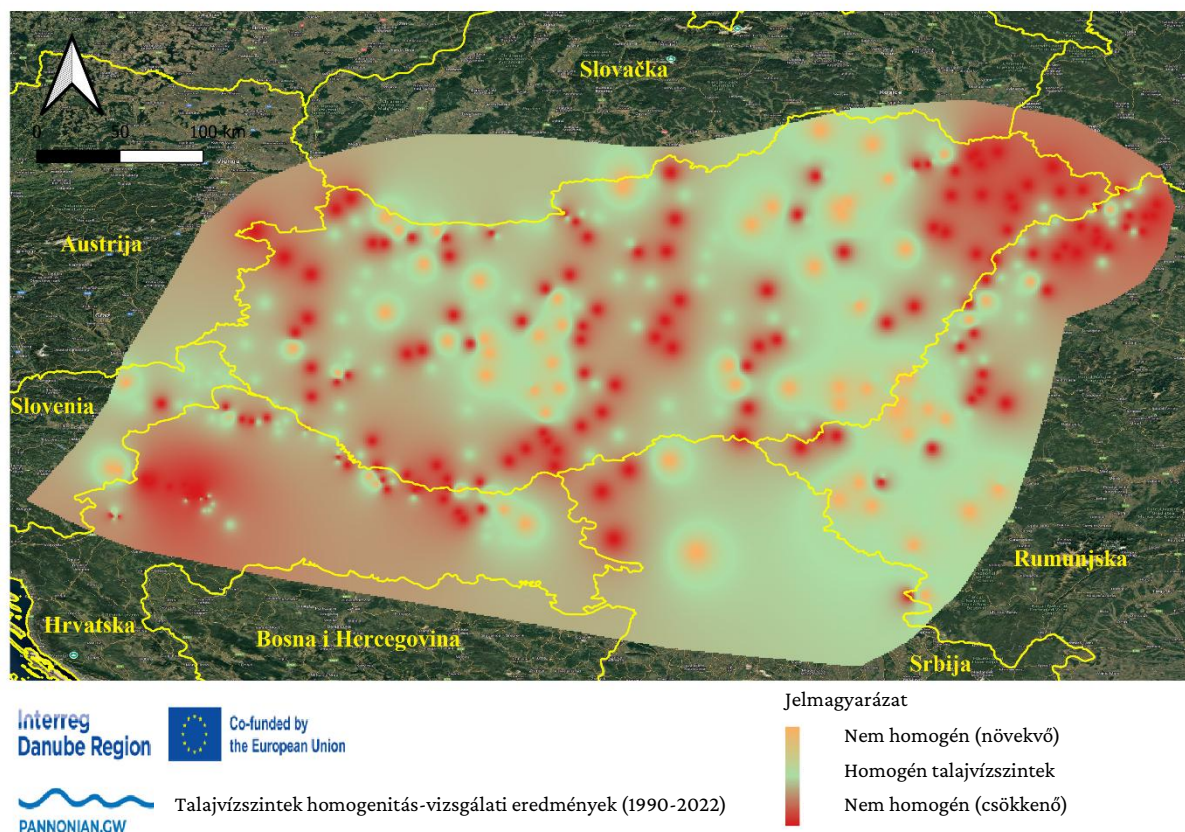 Slovačka
0 50 100 km
Austrija
Slovenia
Rumunjska
Hrvatska
Bosna i Hercegovina
Srbija
Jelmagyarázat
Nem homogén (növekvő)
Homogén talajvízszintek
Nem homogén (csökkenő)
Interreg
Danube Region
Co-funded by
the European Union
PANNONIAN.GW
Talajvízszintek homogenitás-vizsgálati eredmények (1990-2022)